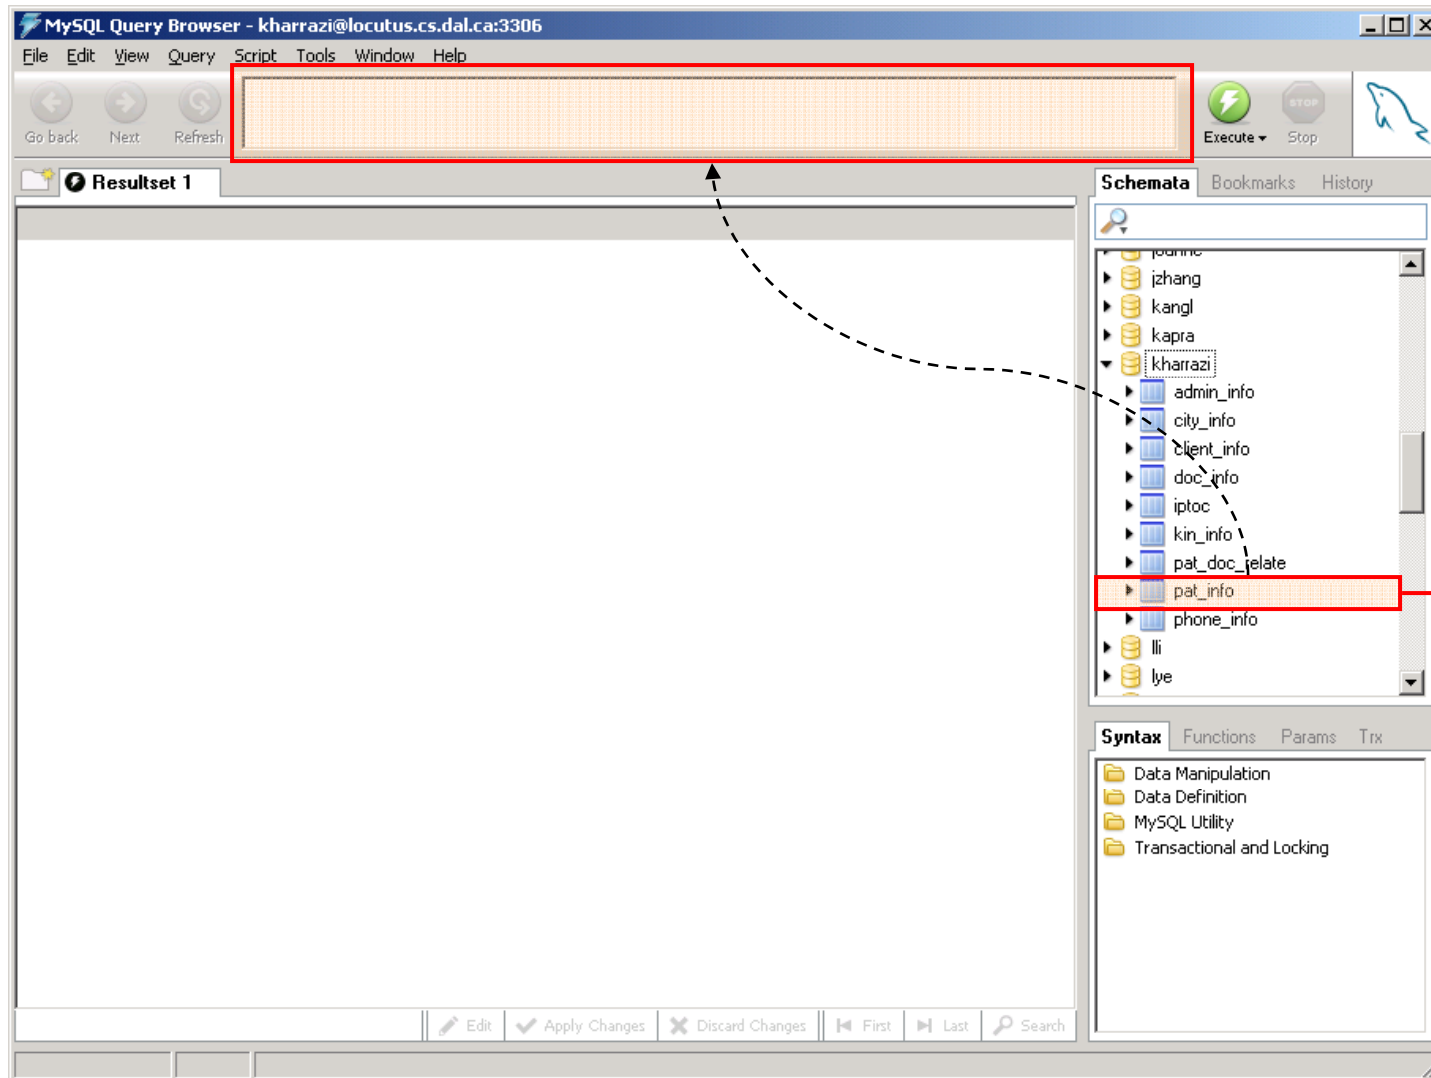 MySQL Query Browser - kharrazi@locutus.cs.dal.ca:3306
File Edit View Query Script Tools Window Help
Go back Next Refresh Execute STOP Stop
Resultset 1
Schemata Bookmarks History
jzhang
kangl
kapra
kharrazi
admin_info
city_info
client_info
doc_info
iptoc
kin_info
pat_doc_relate
pat_info
phone_info
lli
lye
Syntax Functions Params Trx
Data Manipulation
Data Definition
MySQL Utility
Transactional and Locking
Edit Apply Changes Discard Changes First Last Search